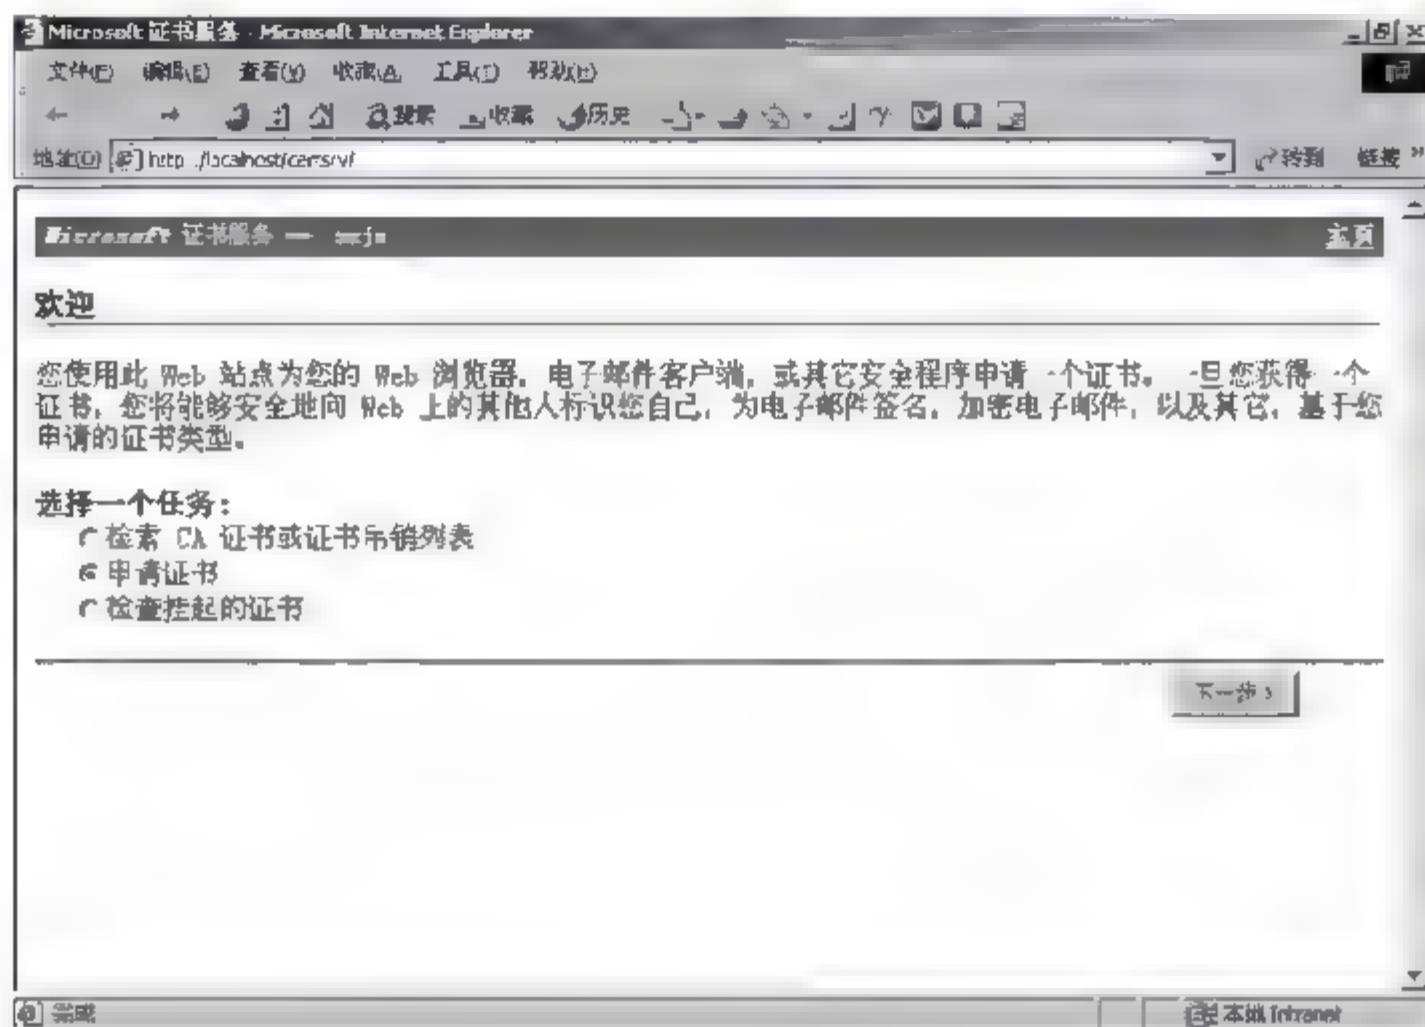 Microsoft 证书服务 - Microsoft Internet Explorer
文件(F) 编辑(E) 查看(V) 收藏(A) 工具(T) 帮助(H)
搜索 收藏 历史
地址(D) http://localhost/certsrv/ 转到 链接 »
Microsoft 证书服务 — 主页
欢迎
您使用此 Web 站点为您的 Web 浏览器，电子邮件客户端，或其它安全程序申请一个证书。一旦您获得一个
证书，您将能够安全地向 Web 上的其他人标识您自己，为电子邮件签名，加密电子邮件，以及其它，基于您
申请的证书类型。
选择一个任务：
检索 CA 证书或证书吊销列表
申请证书
检查挂起的证书
下一步 >
完成 本地 Intranet